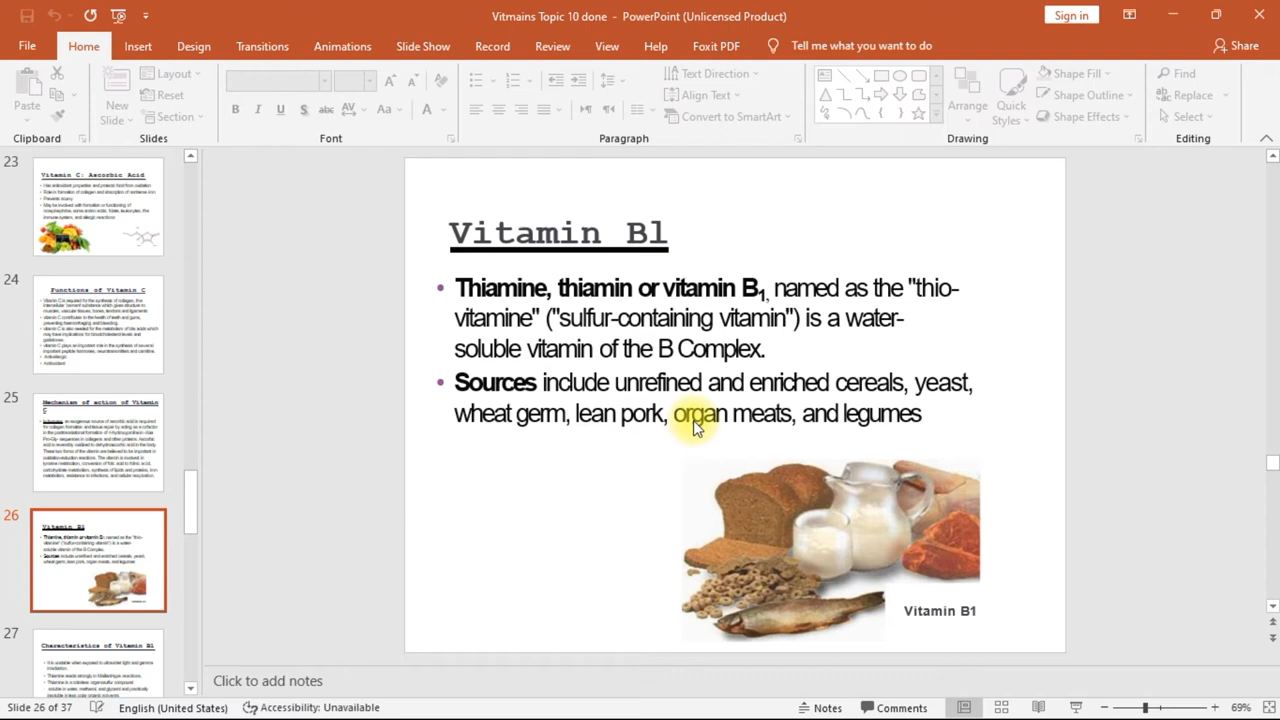 Vitmains Topic 10 done - PowerPoint (Unlicensed Product)
Sign in
File Home Insert Design Transitions Animations Slide Show Record Review View Help Foxit PDF Tell me what you want to do Share
Paste
New
Slide
Layout
Reset
Section
B I U S abc AV Aa A
Text Direction
Align Text
Convert to SmartArt
Arrange
Quick
Styles
Shape Fill
Shape Outline
Shape Effects
Find
Replace
Select
Clipboard Slides Font Paragraph Drawing Editing
23
Vitamin C: Ascorbic Acid
24
Functions of Vitamin C
25
Mechanism of action of Vitamin
C
26
Vitamin Bl
27
Characteristics of Vitamin Bl
Vitamin Bl
• Thiamine, thiamin or vitamin B1, named as the "thio-
vitamine" ("sulfur-containing vitamin") is a water-
soluble vitamin of the B Complex.
• Sources include unrefined and enriched cereals, yeast,
wheat germ, lean pork, organ meats, and legumes
Vitamin B1
Click to add notes
Slide 26 of 37 English (United States) Accessibility: Unavailable Notes Comments 69%